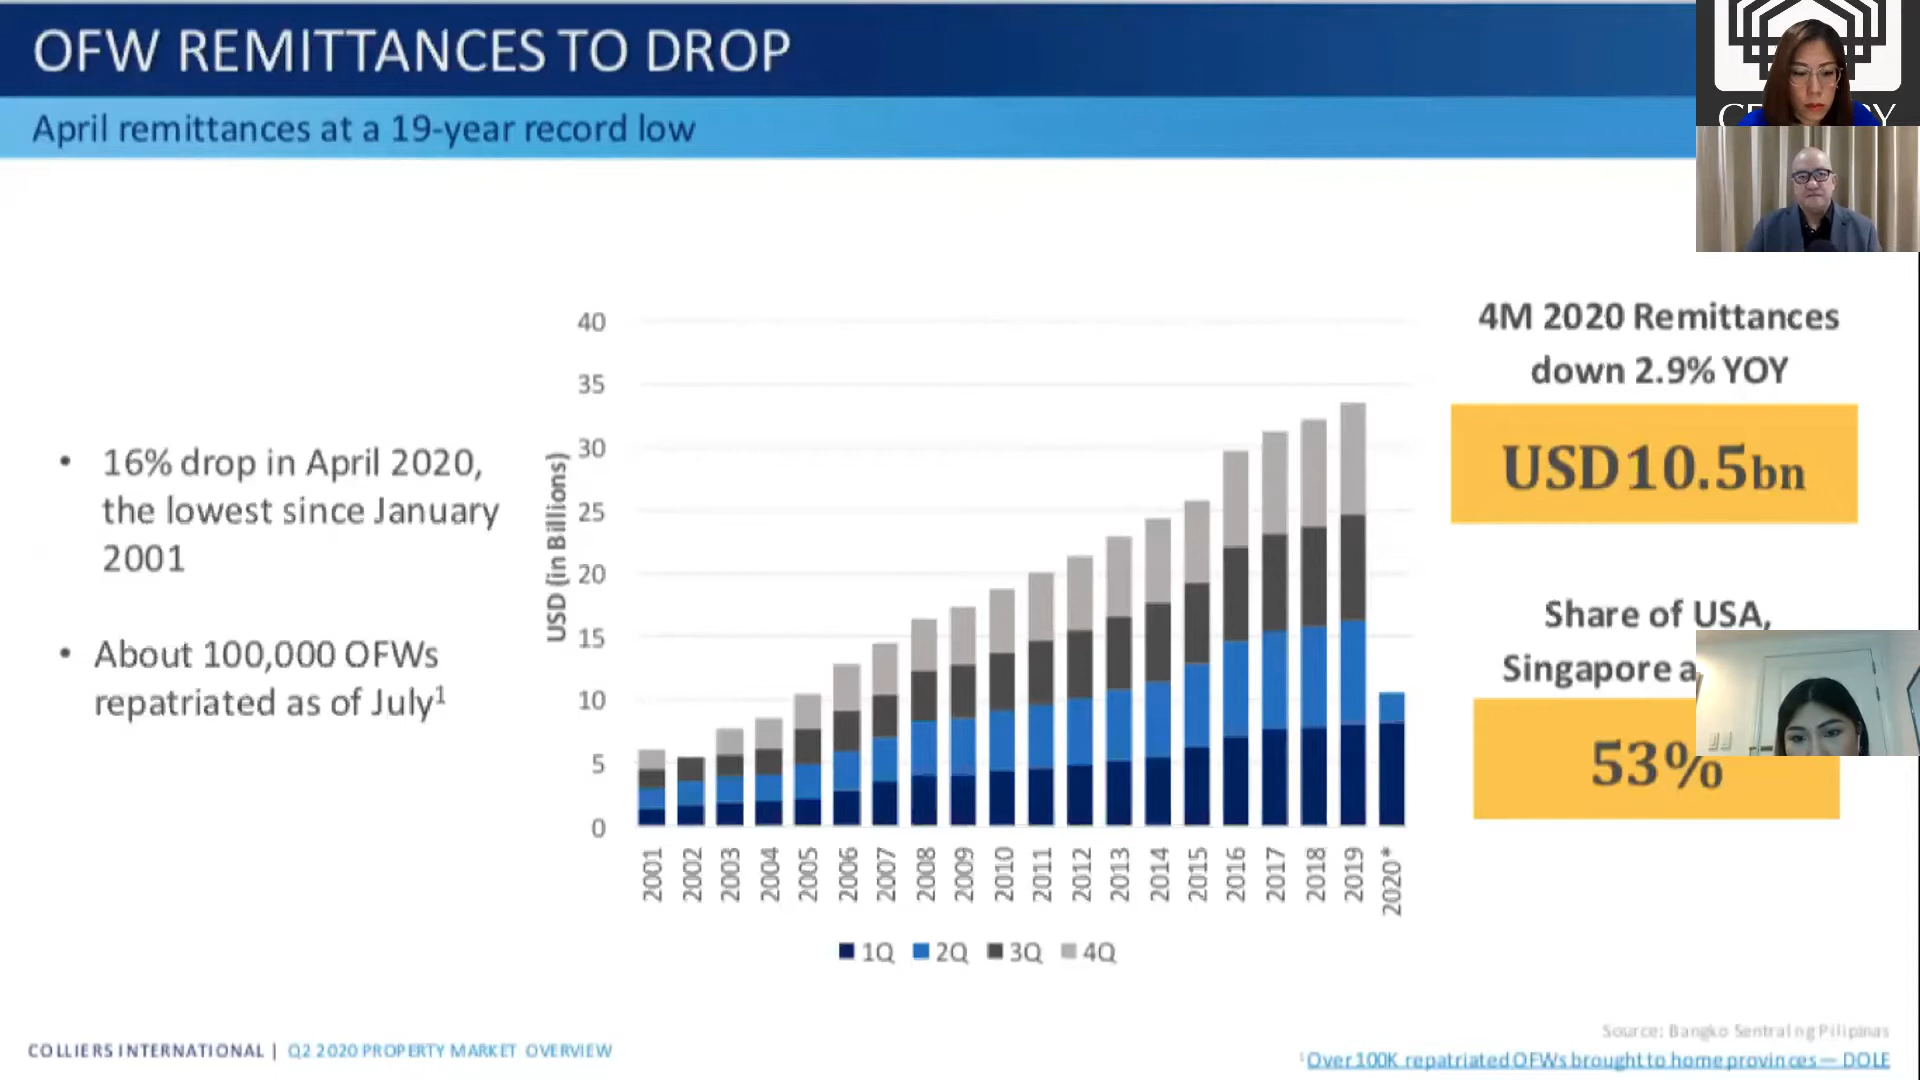 OFW REMITTANCES TO DROP
April remittances at a 19-year record low
• 16% drop in April 2020,
the lowest since January
2001
• About 100,000 OFWs
repatriated as of July¹
USD (in Billions)
40
35
30
25
20
15
10
5
0
2001
2002
2003
2004
2005
2006
2007
2008
2009
2010
2011
2012
2013
2014
2015
2016
2017
2018
2019
2020*
1Q 2Q 3Q 4Q
4M 2020 Remittances
down 2.9% YOY
USD10.5bn
Share of USA,
Singapore
53%
COLLIERS INTERNATIONAL | Q2 2020 PROPERTY MARKET OVERVIEW
Source: Bangko Sentral ng Pilipinas
¹Over 100K repatriated OFWs brought to home provinces — DOLE